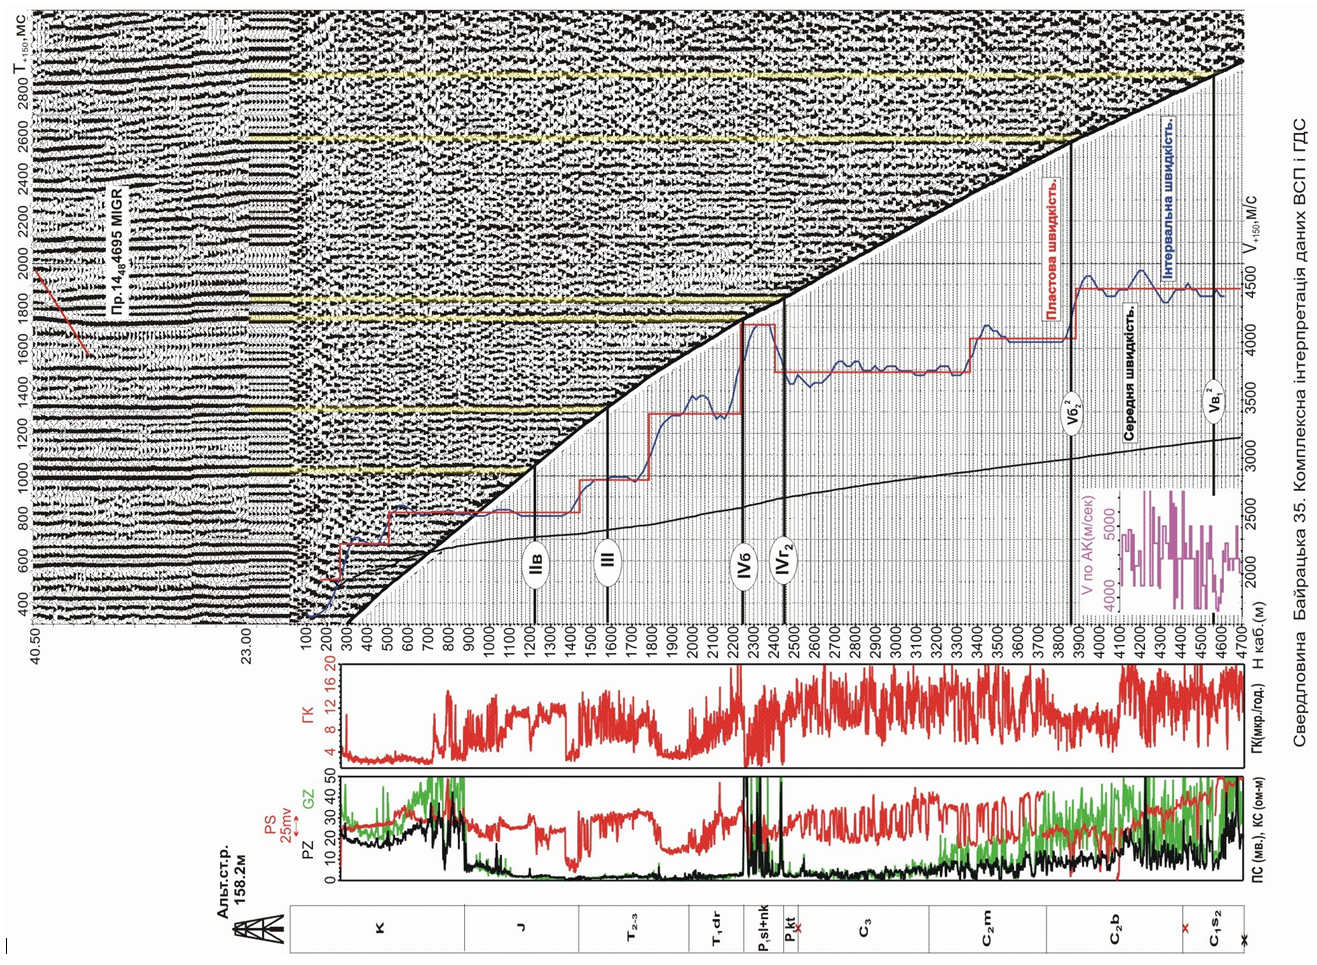 Т+150,МС
400 600 800 1000 1200 1400 1600 1800 2000 2200 2400 2600 2800
40.50
23.00
Пр.14484695 MIGR
100 200 300 400 500 600 700 800 900 1000 1100 1200 1300 1400 1500 1600 1700 1800 1900 2000 2100 2200 2300 2400 2500 2600 2700 2800 2900 3000 3100 3200 3300 3400 3500 3600 3700 3800 3900 4000 4100 4200 4300 4400 4500 4600 4700
Н каб.(м)
IIв
III
IVб
IVг2
Vб2²
Vв1²
Пластова швидкість.
Інтервальна швидкість.
Середня швидкість.
V+150,М/С
2000 2500 3000 3500 4000 4500
V по АК(м/сек)
4000 5000
ГК
4 8 12 16 20
ГК(мкр./год.)
PS
25mv
PZ
GZ
0 10 20 30 40 50
ПС (мв.), КС (ом-м)
Альт.ст.р.
158.2м
K
J
T2-3
T1dr
P1sl+nk
P1kt
C3
C2m
C2b
C1s2
Свердловина Байрацька 35. Комплексна інтерпретація даних ВСП і ГДС